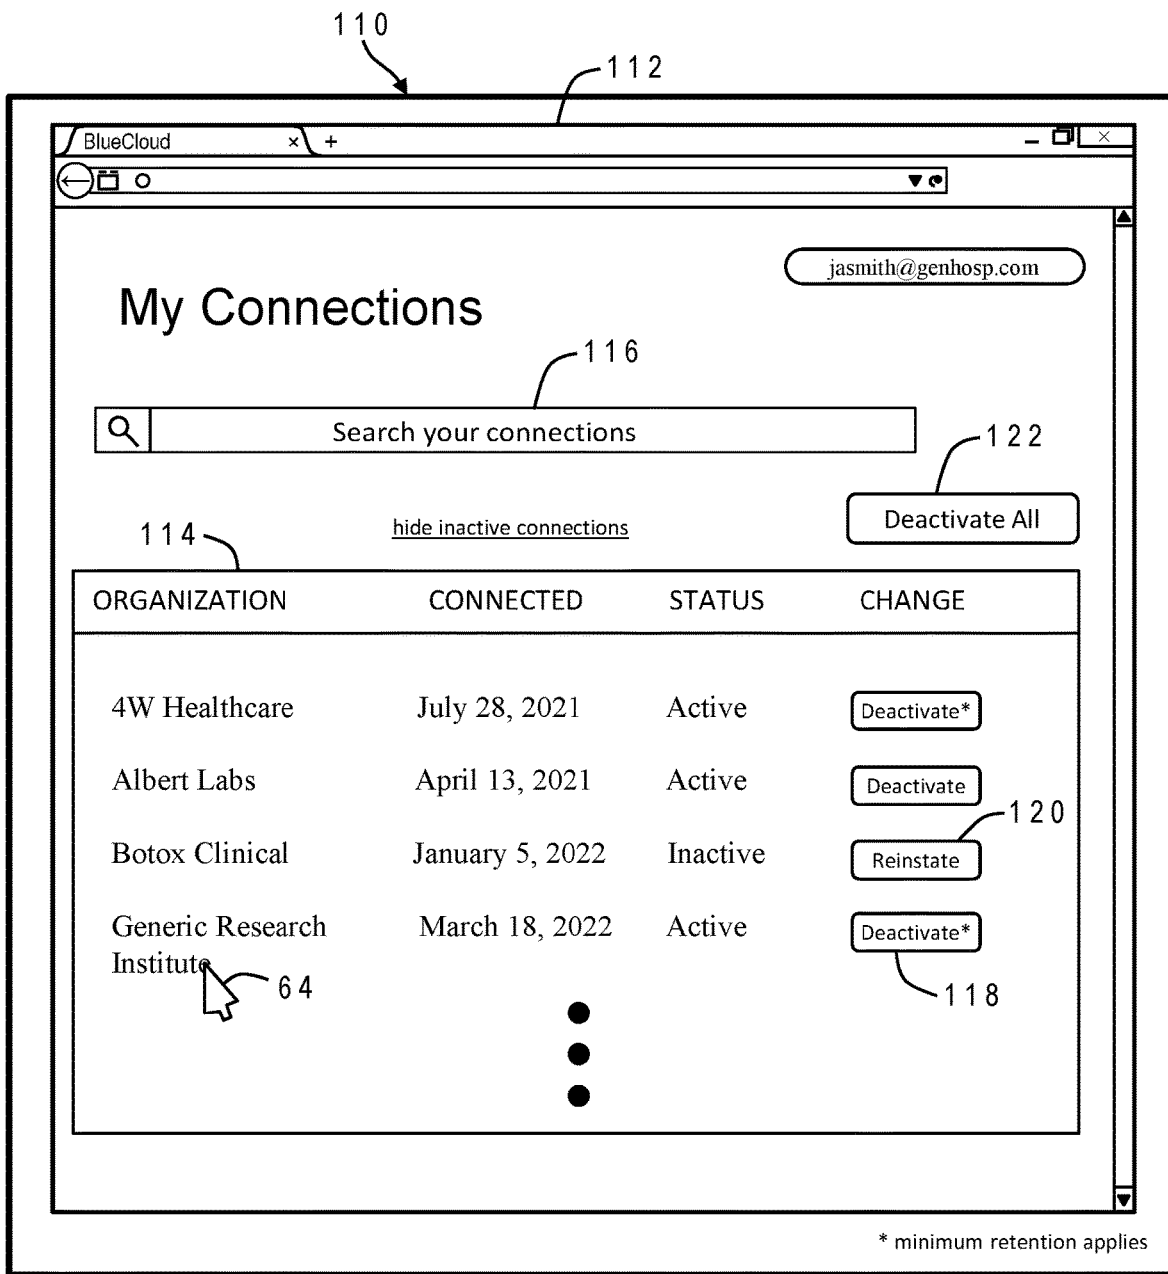 110
112
BlueCloud × +
jasmith@genhosp.com
My Connections
116
Search your connections
122
Deactivate All
hide inactive connections
114
ORGANIZATION CONNECTED STATUS CHANGE
4W Healthcare July 28, 2021 Active Deactivate*
Albert Labs April 13, 2021 Active Deactivate
120
Botox Clinical January 5, 2022 Inactive Reinstate
Generic Research March 18, 2022 Active Deactivate*
Institute
64
118
* minimum retention applies